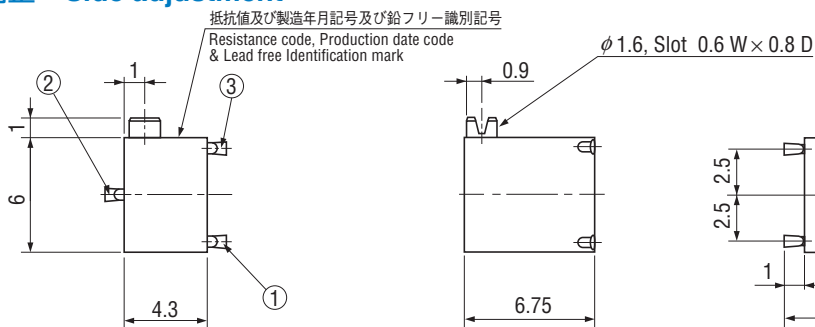 Side adjustment
抵抗値及び製造年月記号及び鉛フリー識別記号
Resistance code, Production date code
& Lead free Identification mark
φ 1.6, Slot 0.6 W × 0.8 D
1
0.9
②
③
1
6
2.5
2.5
1
①
4.3
6.75